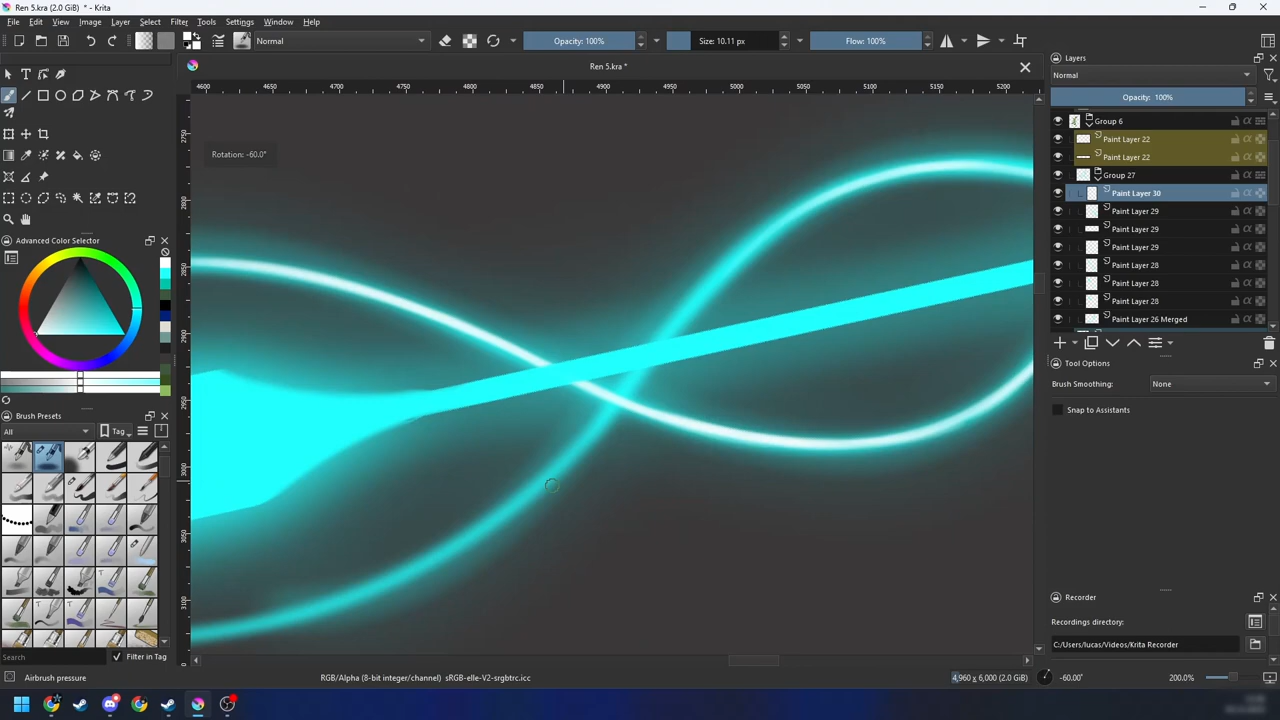 Ren 5.kra (2.0 GiB) * - Krita
File Edit View Image Layer Select Filter Tools Settings Window Help
Normal
Opacity: 100%
Size: 10.11 px
Flow: 100%
Ren 5.kra *
4600 4650 4700 4750 4800 4850 4900 4950 5000 5050 5100 5150 5200
Rotation: -60.0°
Advanced Color Selector
Brush Presets
All
Tag
Search
Filter in Tag
Airbrush pressure
RGB/Alpha (8-bit integer/channel) sRGB-elle-V2-srgbtrc.icc
4,960 x 6,000 (2.0 GiB)
-60.00°
200.0%
Layers
Normal
Opacity: 100%
Group 6
Paint Layer 22
Paint Layer 22
Group 27
Paint Layer 30
Paint Layer 29
Paint Layer 29
Paint Layer 29
Paint Layer 28
Paint Layer 28
Paint Layer 28
Paint Layer 26 Merged
Tool Options
Brush Smoothing: None
Snap to Assistants
Recorder
Recordings directory:
C:/Users/lucas/Videos/Krita Recorder